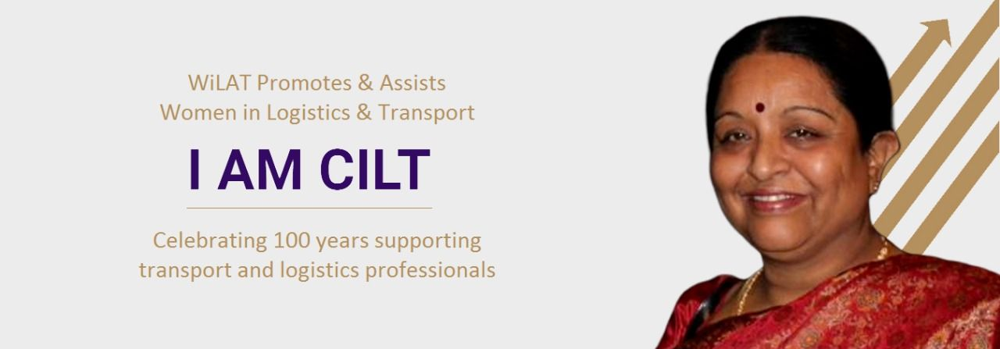 WiLAT Promotes & Assists
Women in Logistics & Transport
I AM CILT
Celebrating 100 years supporting
transport and logistics professionals